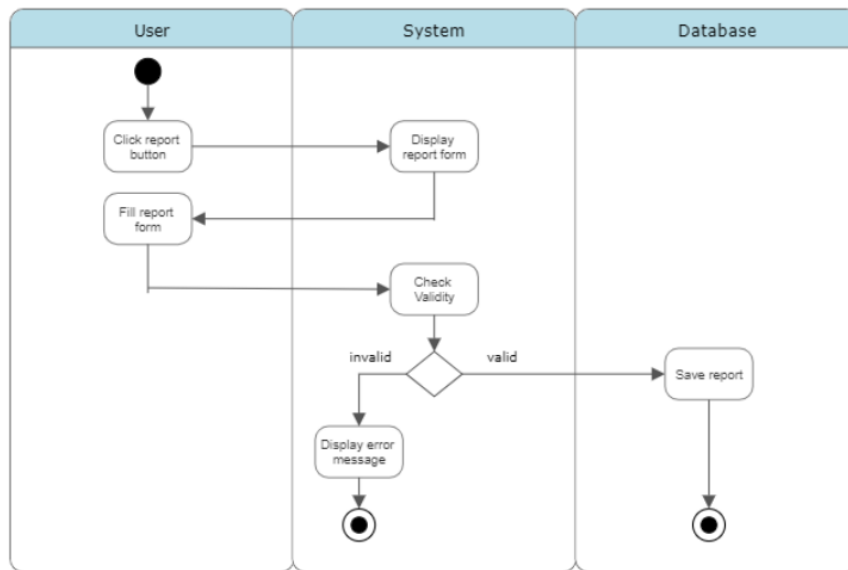 User
System
Database
Click report
button
Display
report form
Fill report
form
Check
Validity
invalid
valid
Save report
Display error
message